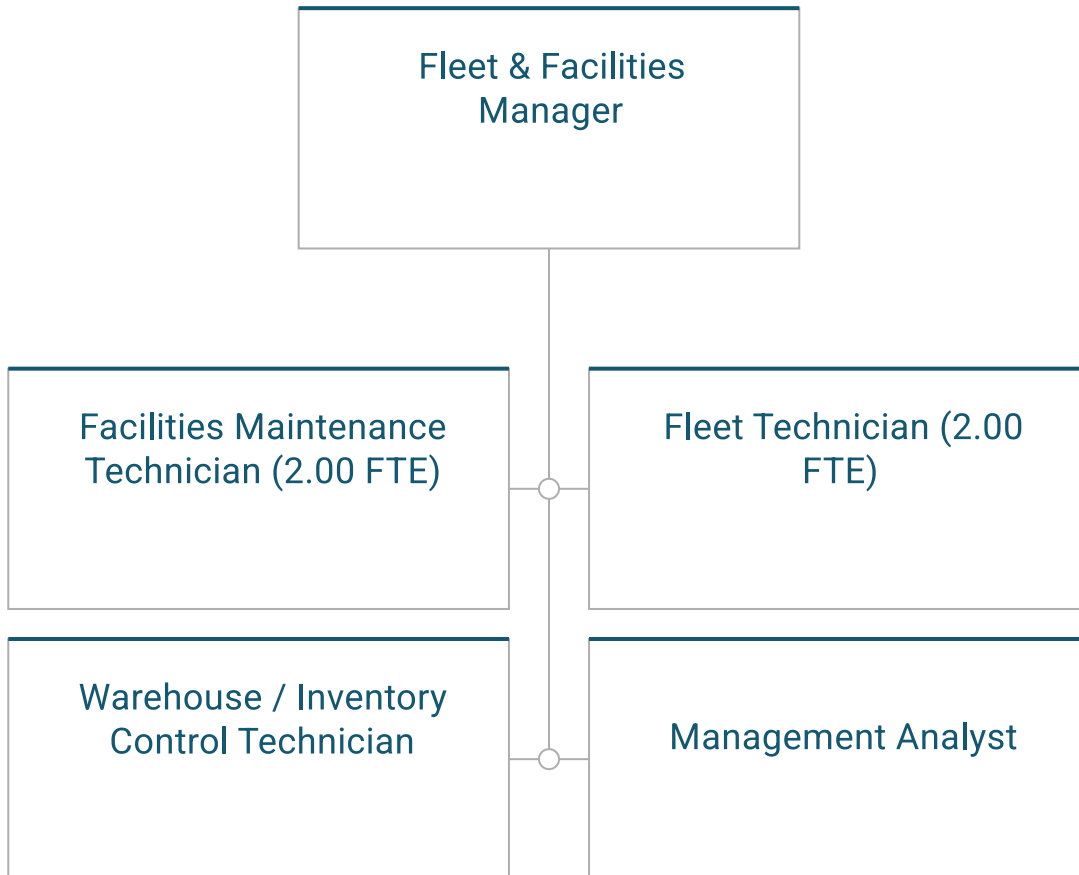 Fleet & Facilities
Manager
Facilities Maintenance
Technician (2.00 FTE)
Fleet Technician (2.00
FTE)
Warehouse / Inventory
Control Technician
Management Analyst